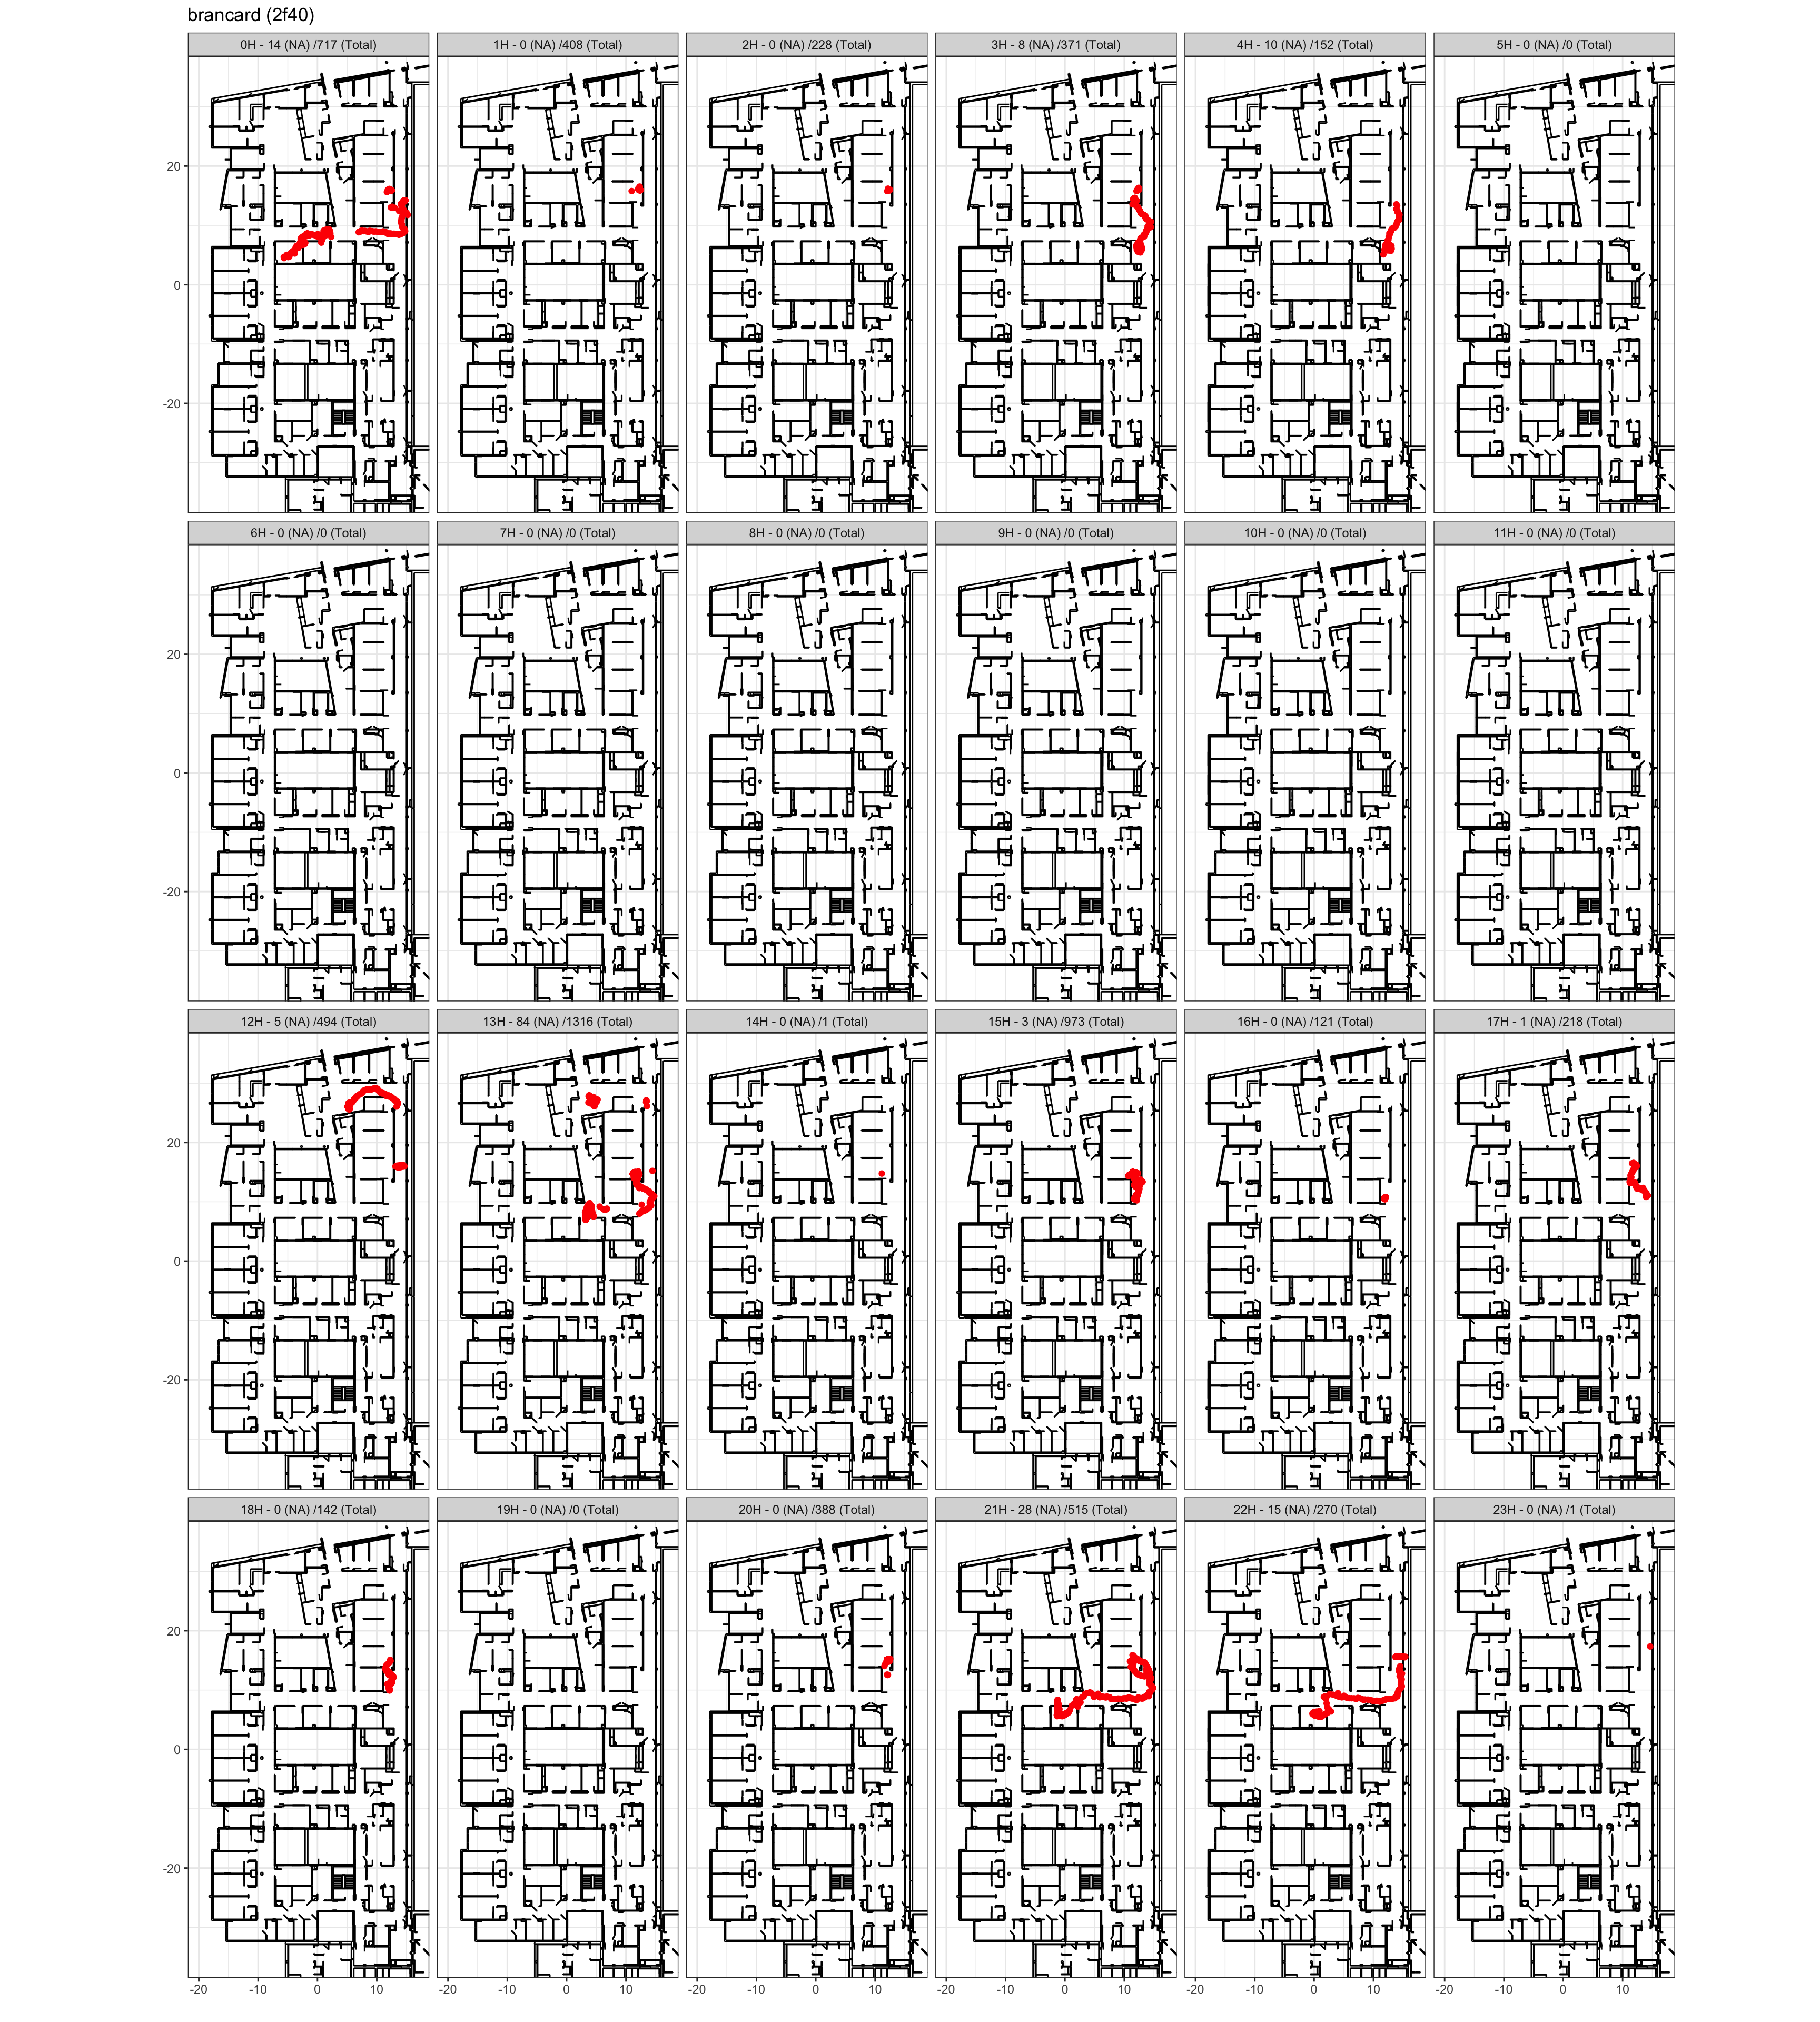 brancard (2f40)
0H - 14 (NA) /717 (Total) 1H - 0 (NA) /408 (Total) 2H - 0 (NA) /228 (Total) 3H - 8 (NA) /371 (Total) 4H - 10 (NA) /152 (Total) 5H - 0 (NA) /0 (Total)
20
0
-20
6H - 0 (NA) /0 (Total) 7H - 0 (NA) /0 (Total) 8H - 0 (NA) /0 (Total) 9H - 0 (NA) /0 (Total) 10H - 0 (NA) /0 (Total) 11H - 0 (NA) /0 (Total)
20
0
-20
12H - 5 (NA) /494 (Total) 13H - 84 (NA) /1316 (Total) 14H - 0 (NA) /1 (Total) 15H - 3 (NA) /973 (Total) 16H - 0 (NA) /121 (Total) 17H - 1 (NA) /218 (Total)
20
0
-20
18H - 0 (NA) /142 (Total) 19H - 0 (NA) /0 (Total) 20H - 0 (NA) /388 (Total) 21H - 28 (NA) /515 (Total) 22H - 15 (NA) /270 (Total) 23H - 0 (NA) /1 (Total)
20
0
-20
-20 -10 0 10 -20 -10 0 10 -20 -10 0 10 -20 -10 0 10 -20 -10 0 10 -20 -10 0 10